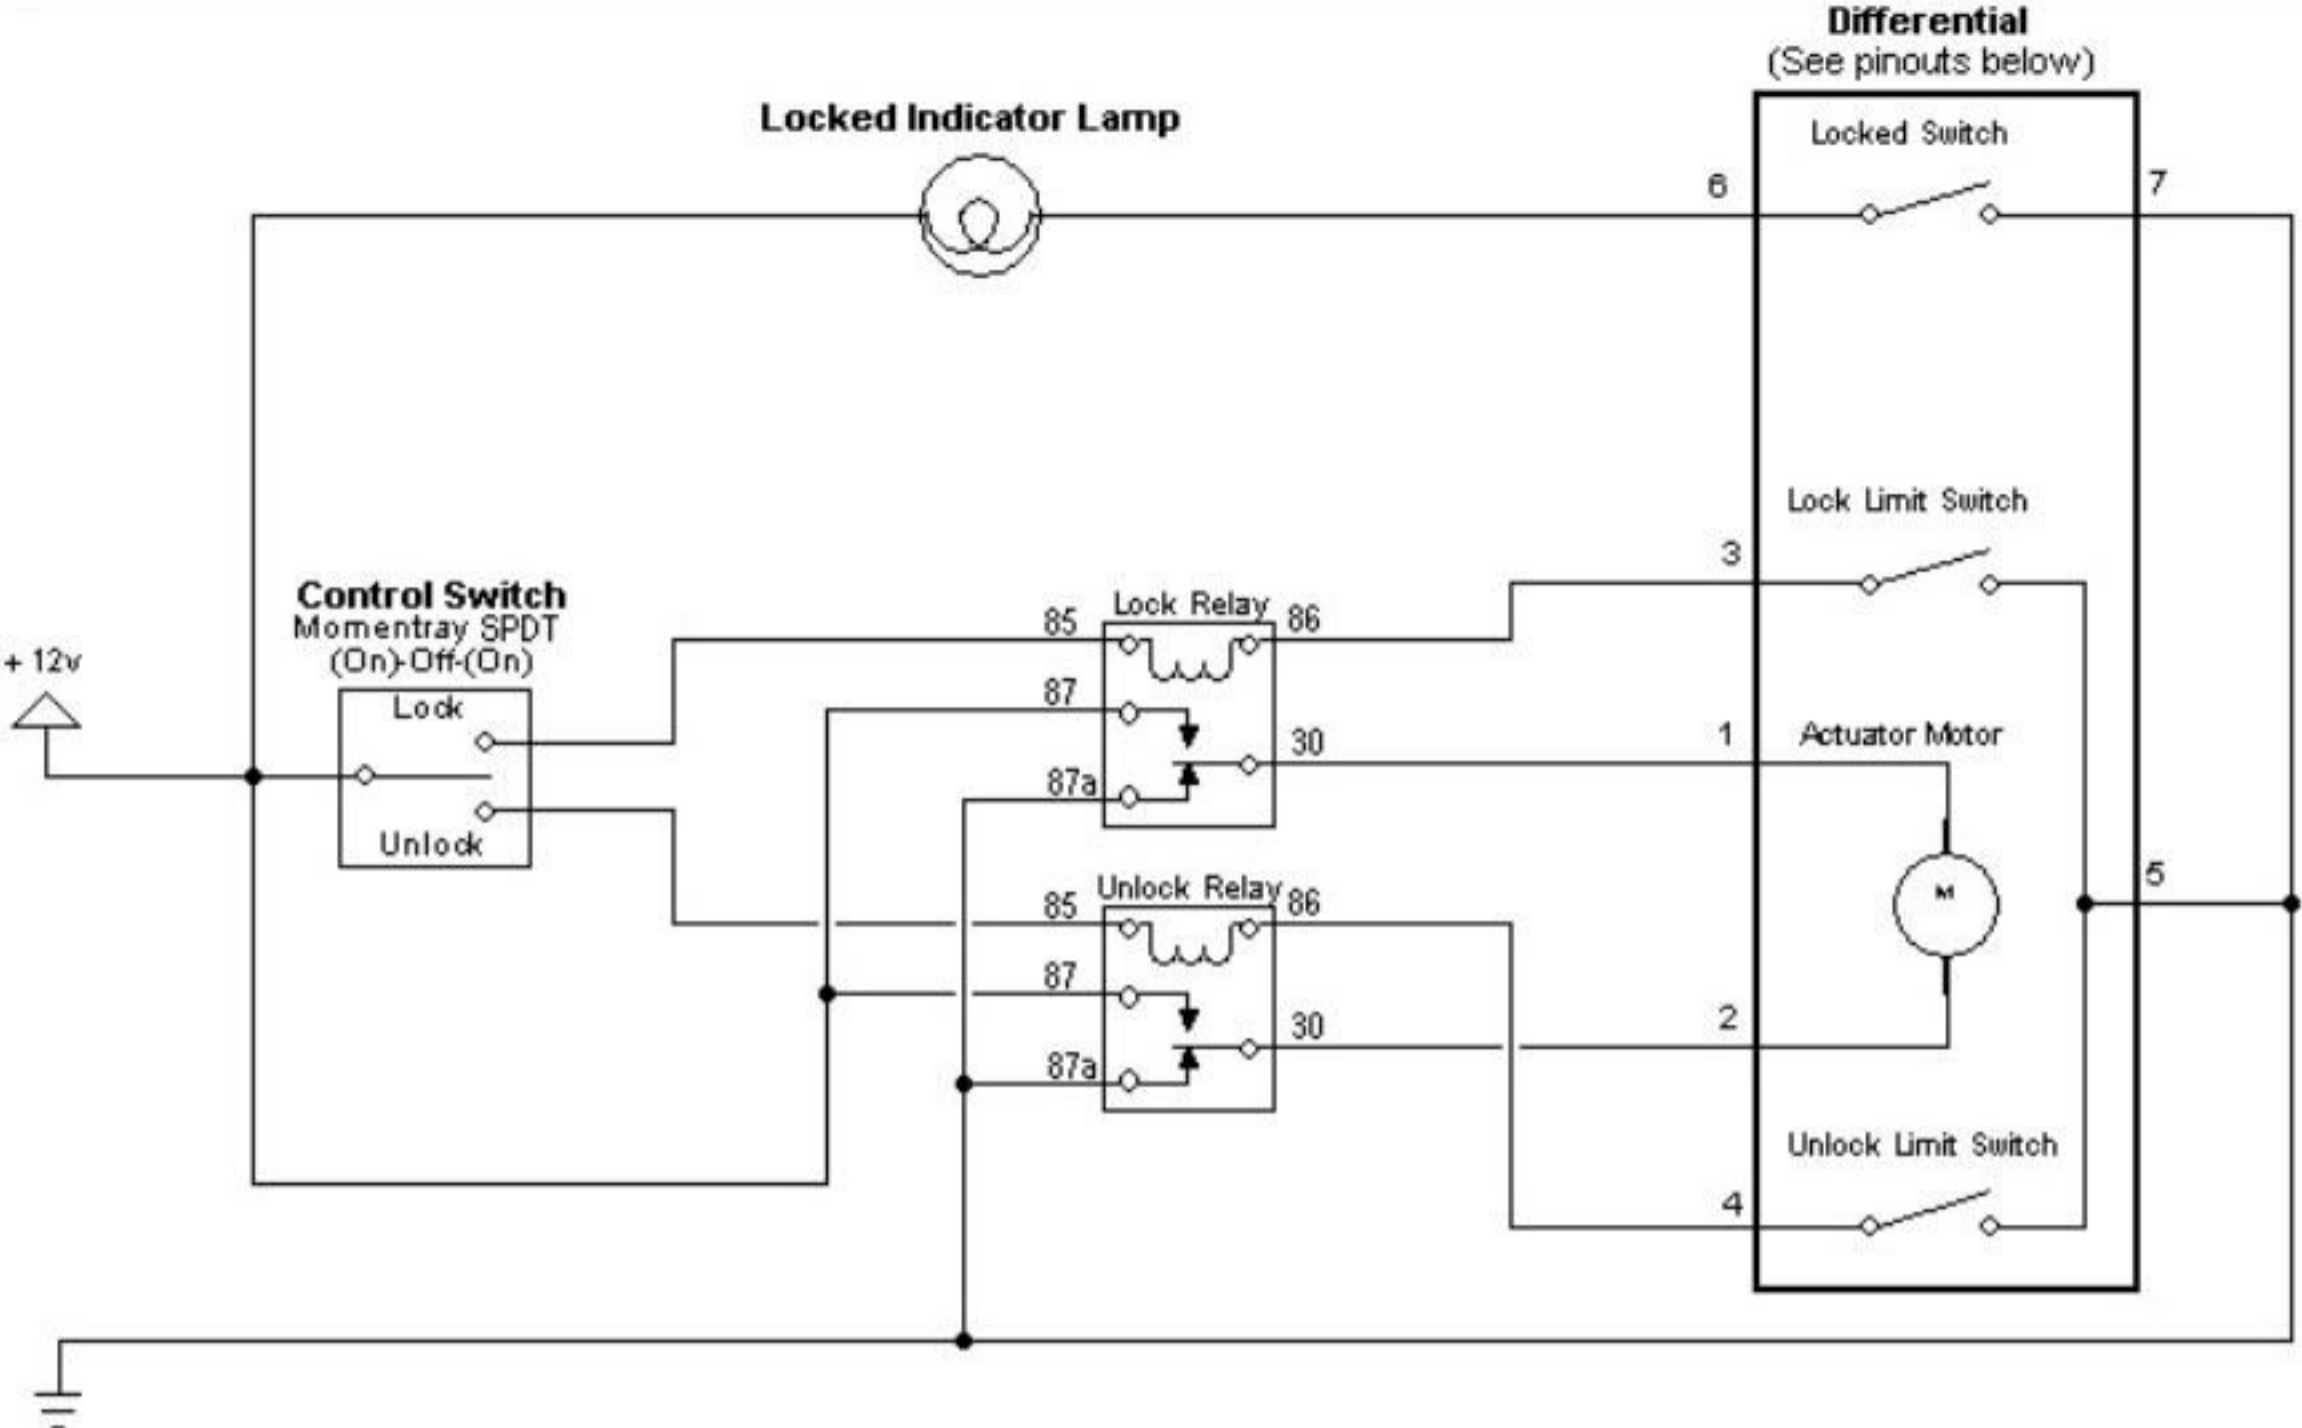 Differential
(See pinouts below)
Locked Indicator Lamp
Locked Switch
6
7
Lock Limit Switch
3
Control Switch
Momentray SPDT
(On)-Off-(On)
+ 12v
Lock
Unlock
Lock Relay
85
86
87
30
87a
1
Actuator Motor
M
5
Unlock Relay
85
86
87
30
87a
2
Unlock Limit Switch
4